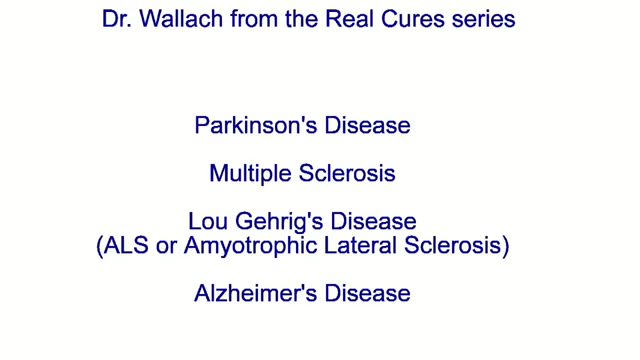 Dr. Wallach from the Real Cures series
Parkinson's Disease
Multiple Sclerosis
Lou Gehrig's Disease
(ALS or Amyotrophic Lateral Sclerosis)
Alzheimer's Disease